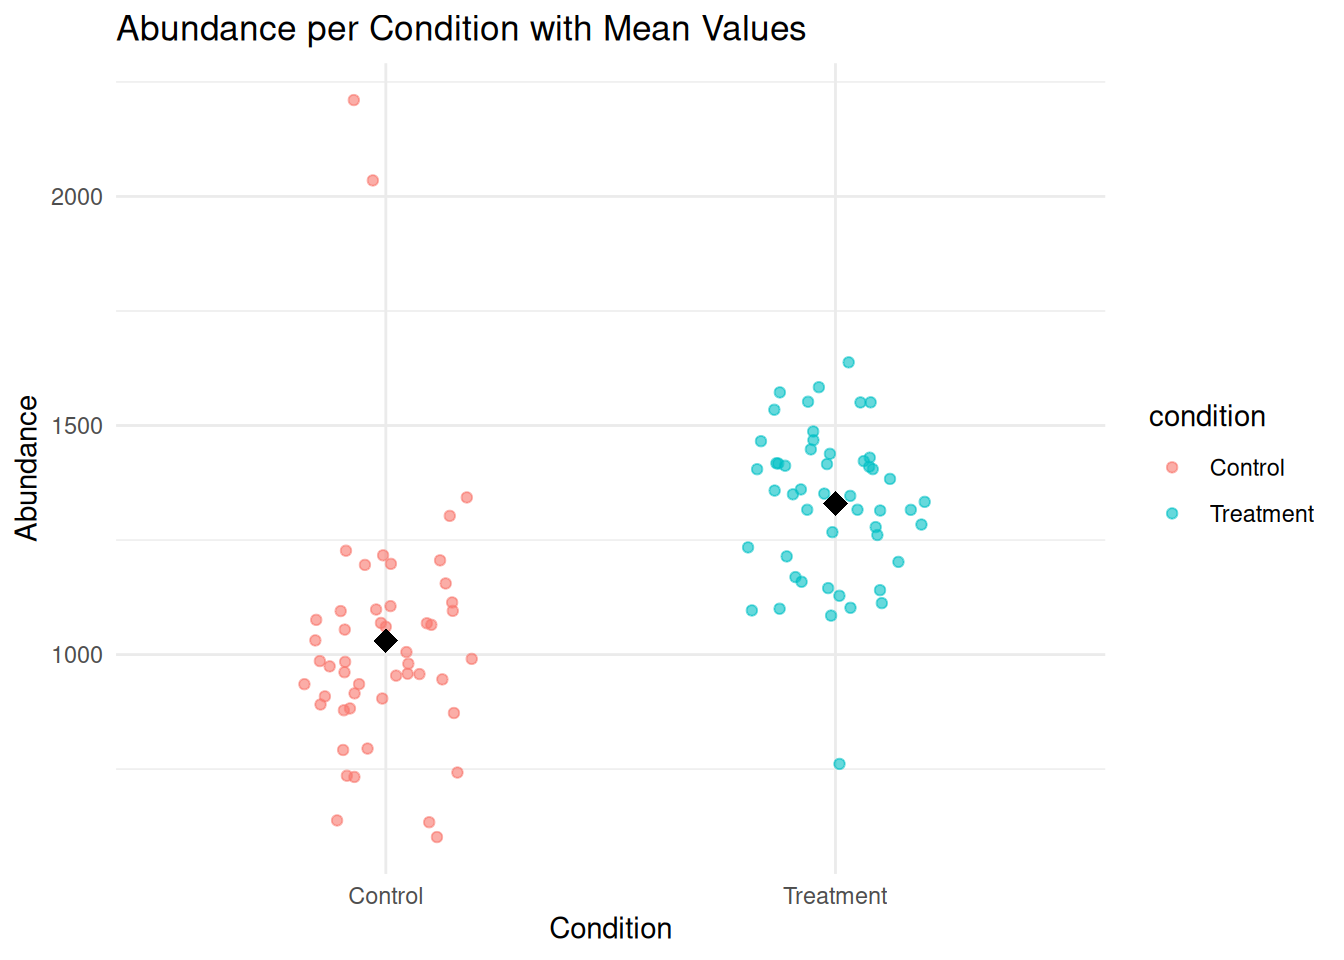 Abundance per Condition with Mean Values
Abundance
2000
1500
1000
Control
Treatment
Condition
condition
Control
Treatment